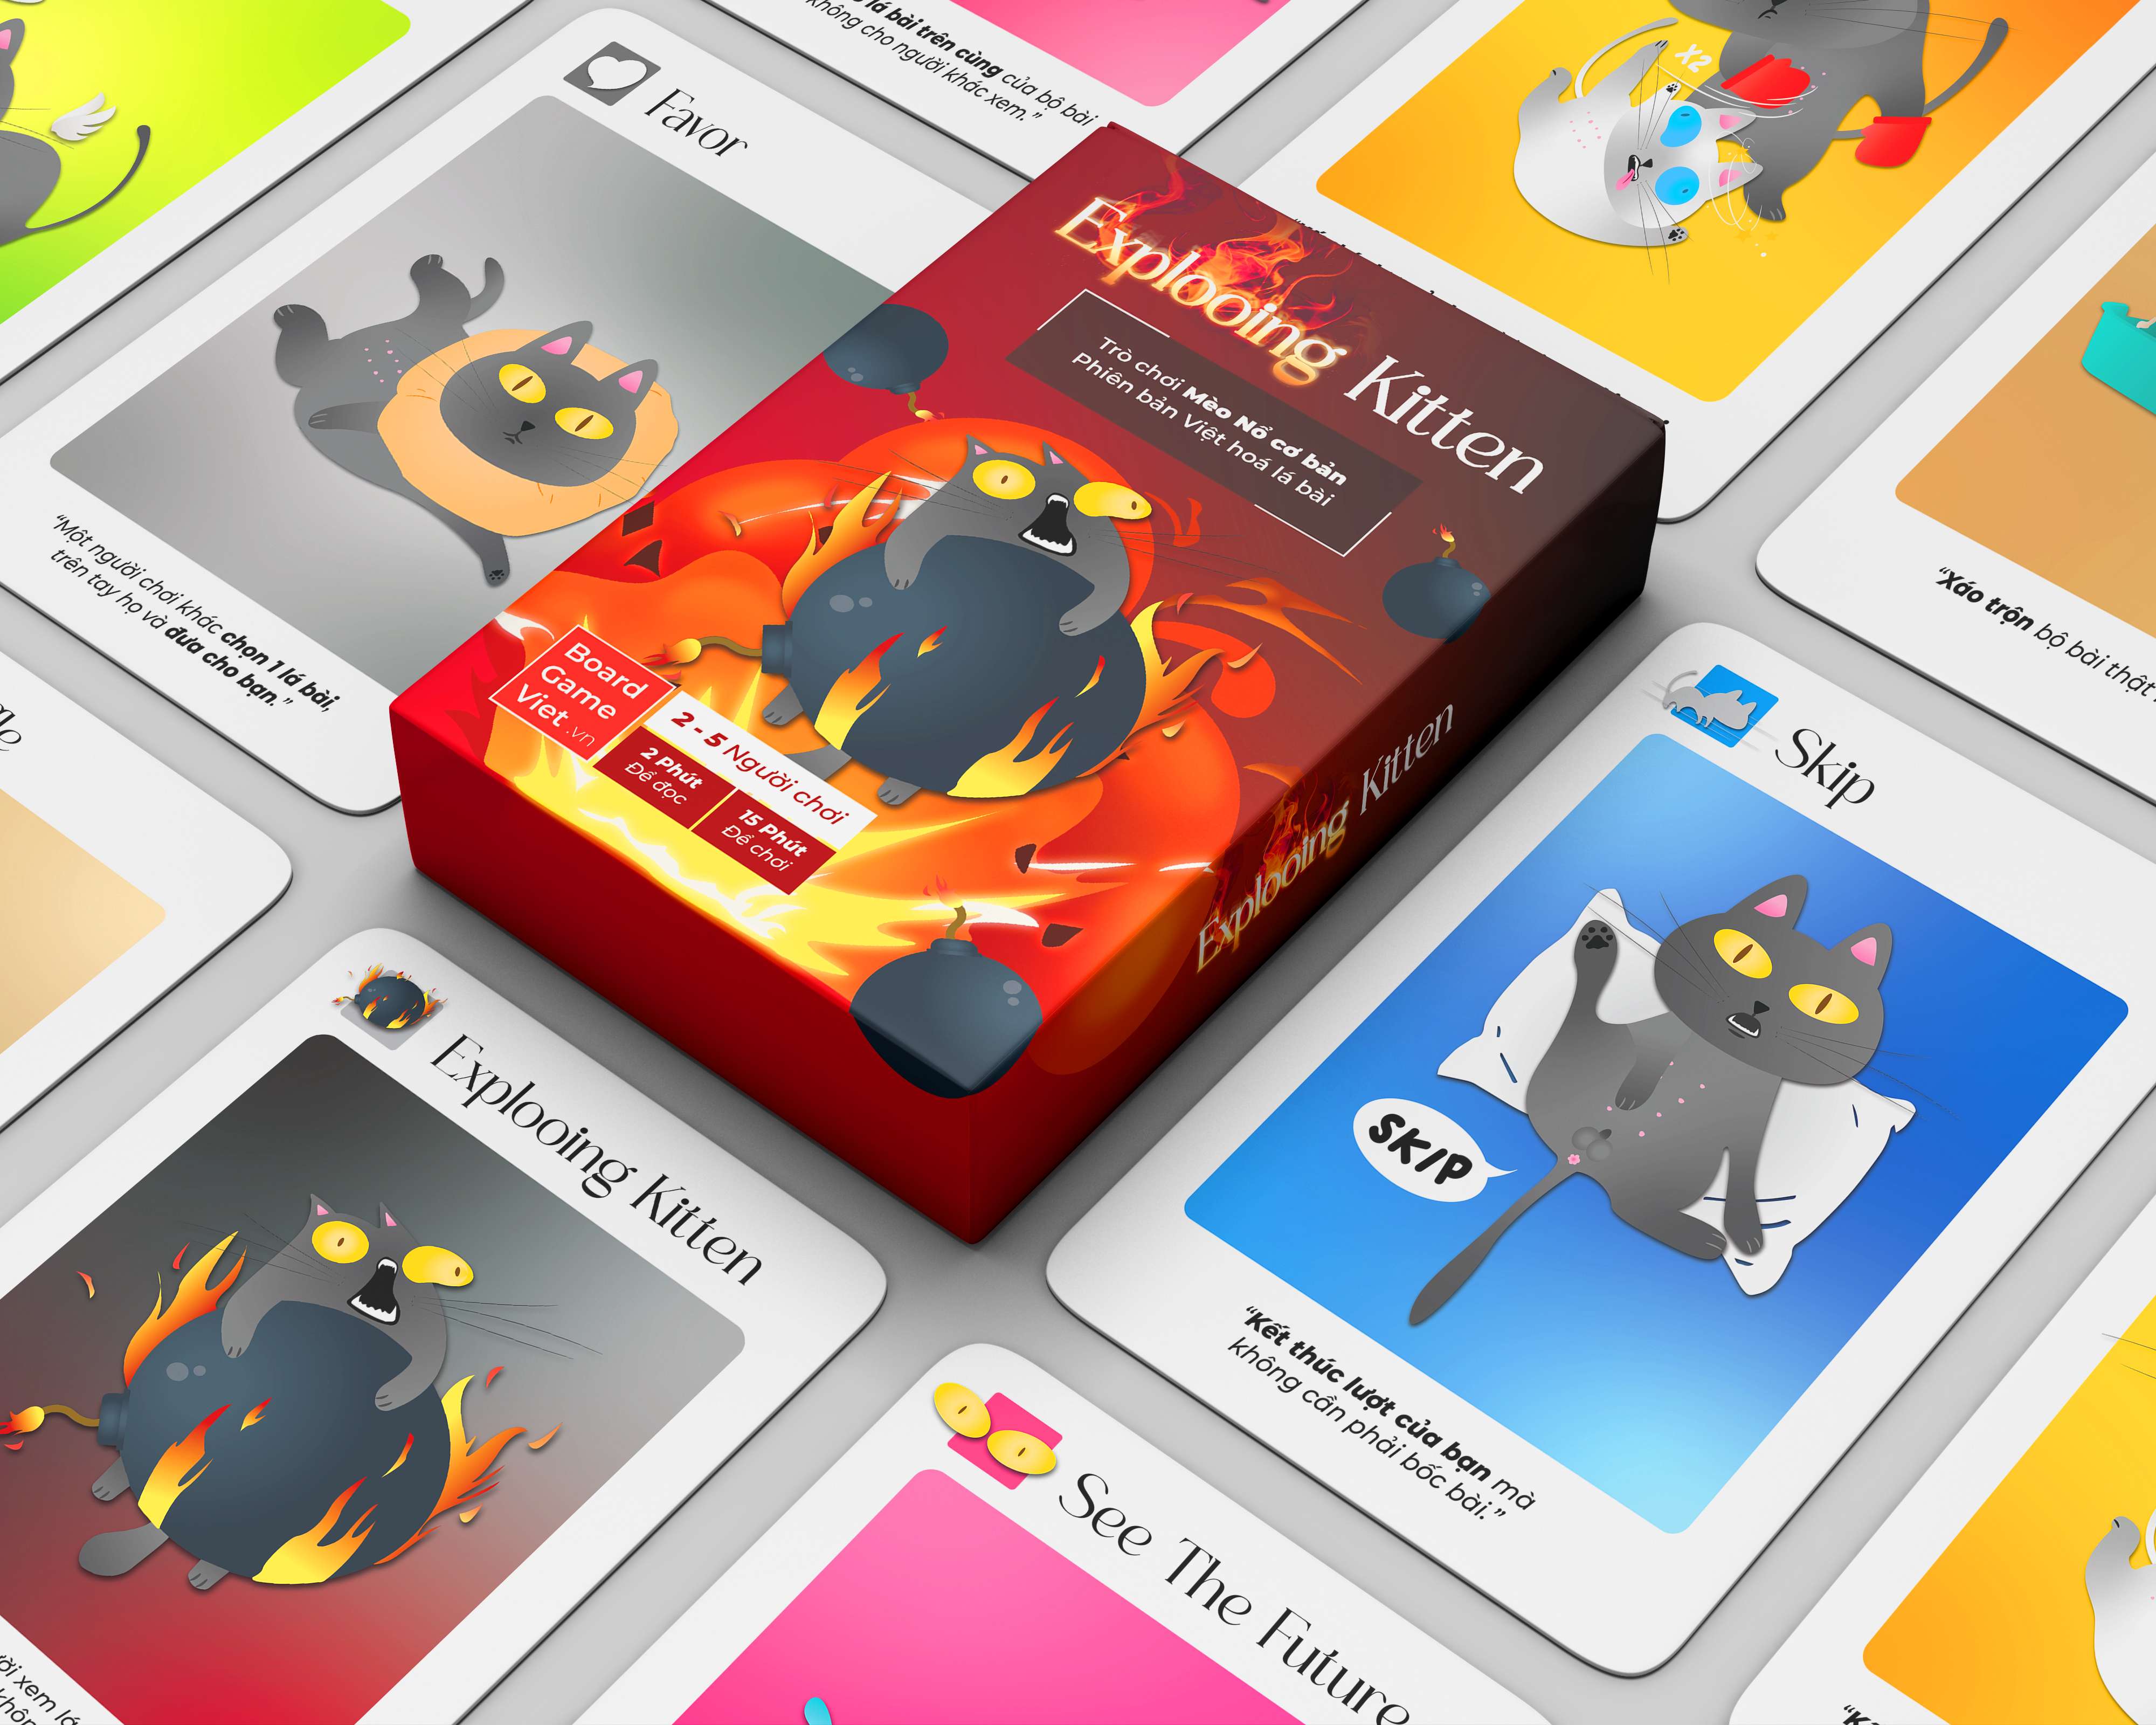 lá bài trên cùng của bộ bài
không cho người khác xem.”
X2
Favor
“Một người chơi khác chọn 1 lá bài,
trên tay họ và đưa cho bạn.”
Explooing Kitten
Trò chơi Mèo Nổ cơ bản
Phiên bản Việt hoá lá bài
Board
Game
Viet.vn
2 - 5 Người chơi
2 Phút
Để đọc
15 Phút
Để chơi
Explooing Kitten
“Xáo trộn bộ bài thật
Skip
SKIP
“Kết thúc lượt của bạn mà
không cần phải bốc bài.”
Explooing Kitten
xem lá
See The Future